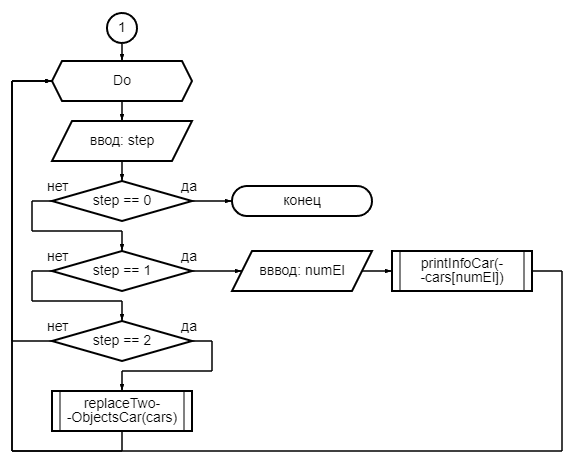 1
Do
ввод: step
нет
да
step == 0
конец
нет
да
step == 1
вввод: numEl
printInfoCar(-
-cars[numEl])
нет
да
step == 2
replaceTwo-
-ObjectsCar(cars)